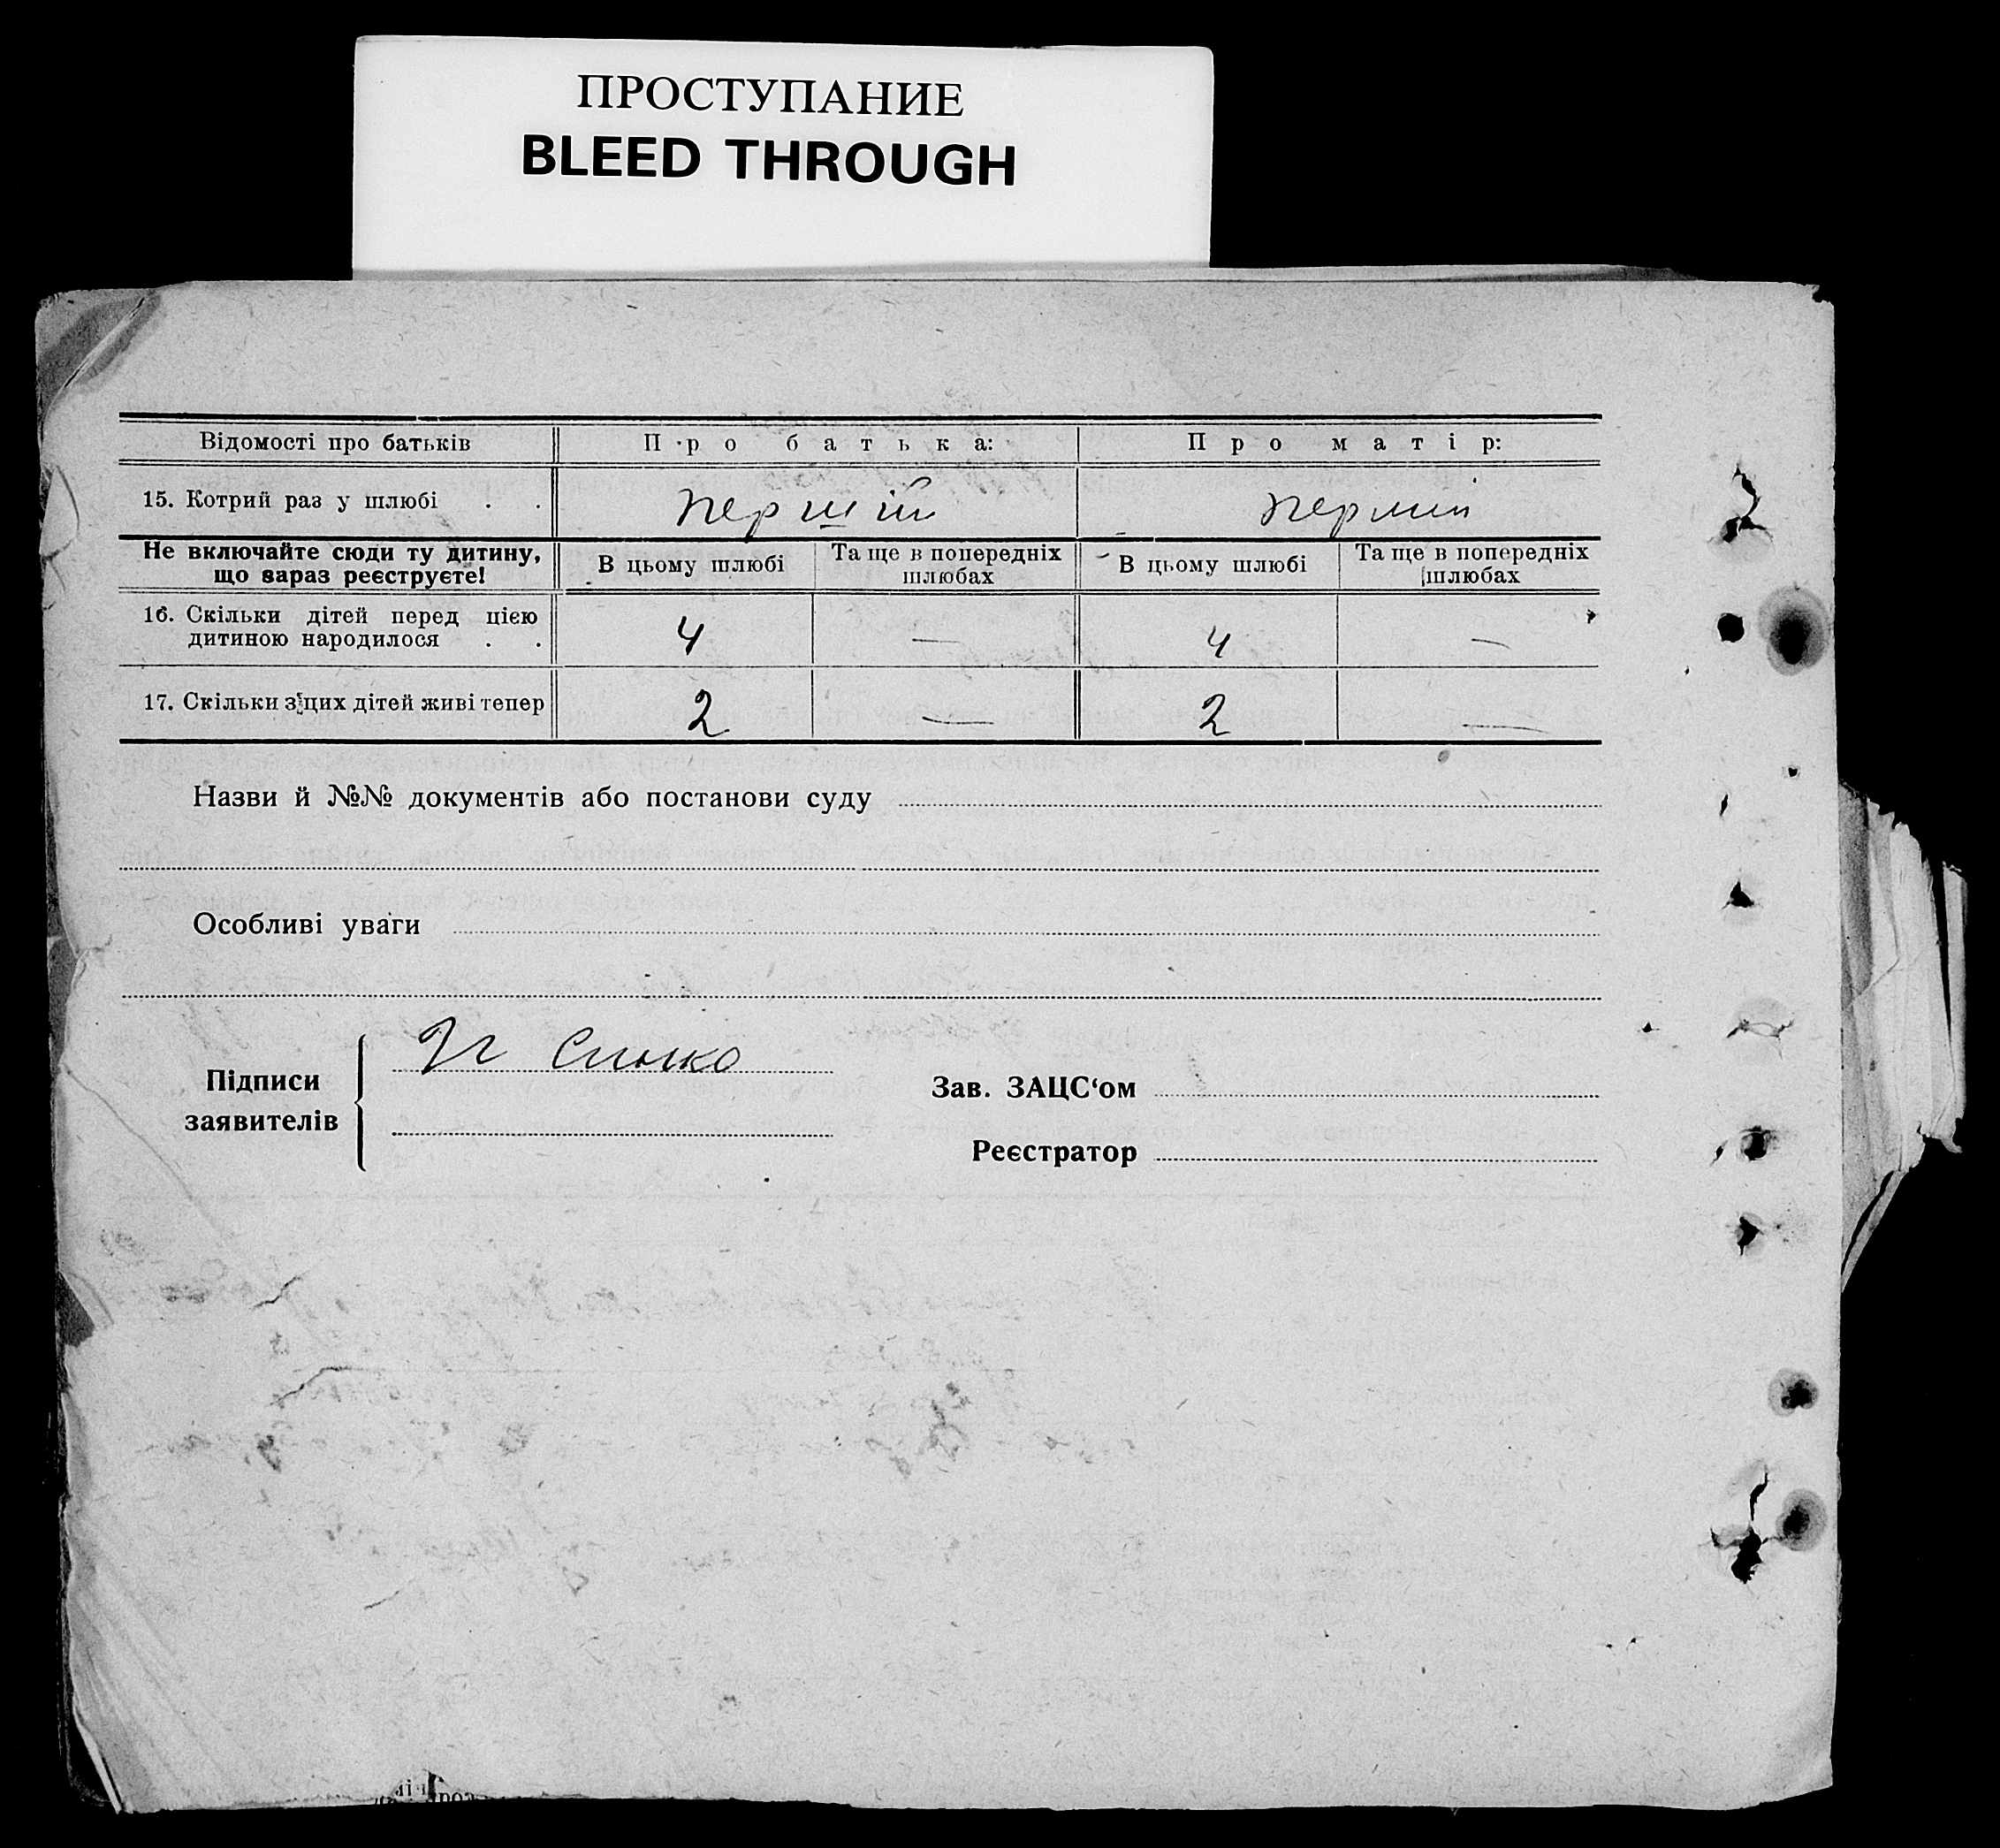 ПРОСТУПАНИЕ
BLEED THROUGH
Відомості про батьків Про батька: Про матір:
15. Котрий раз у шлюбі . . перший перший
Не включайте сюди ту дитину, що зараз реєструєте! В цьому шлюбі Та ще в попередніх шлюбах В цьому шлюбі Та ще в попередніх шлюбах
16. Скільки дітей перед цією
дитиною народилося . . 4 — 4 —
17. Скільки з цих дітей живі тепер 2 — 2 —
Назви й №№ документів або постанови суду
Особливі уваги
Підписи
заявителів
Зав. ЗАЦС‘ом
Реєстратор